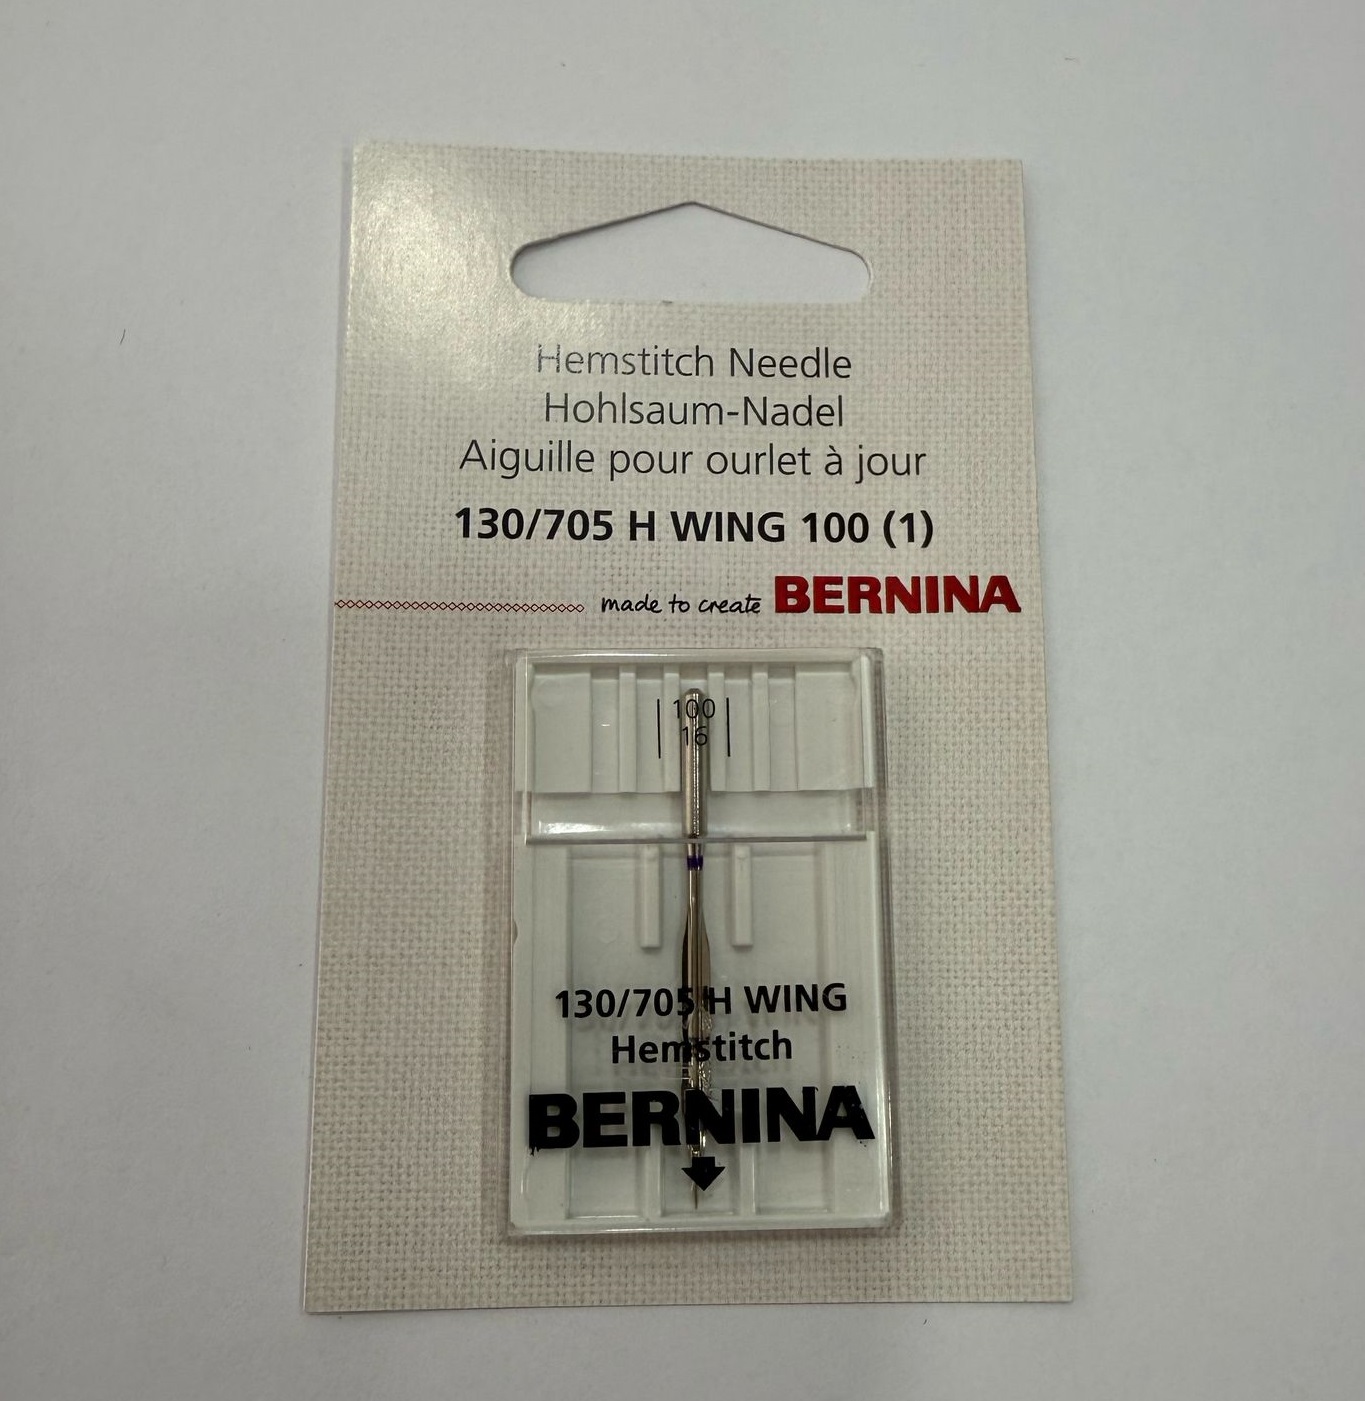 Hemstitch Needle
Hohlsaum-Nadel
Aiguille pour ourlet à jour
130/705 H WING 100 (1)
made to create BERNINA
100
16
130/705 H WING
Hemstitch
BERNINA